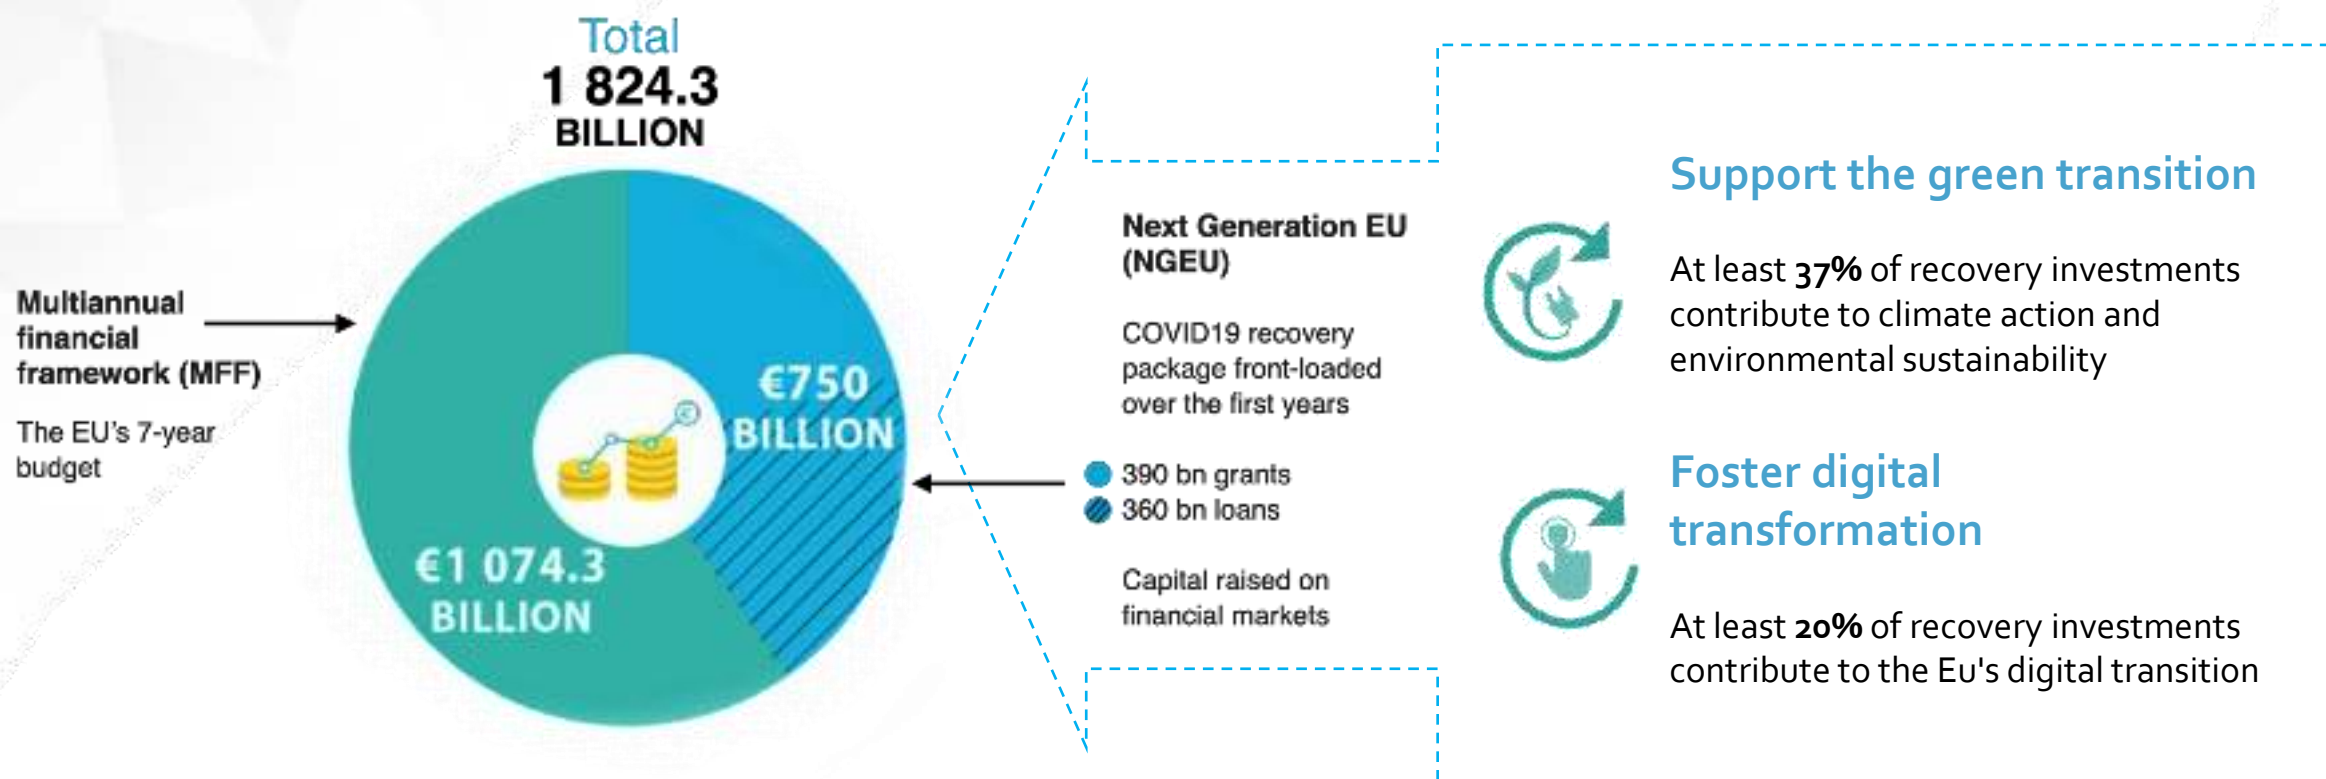 Total
1 824.3
BILLION
Multiannual
financial
framework (MFF)
The EU's 7-year
budget
€750
BILLION
€1 074.3
BILLION
Next Generation EU
(NGEU)
COVID19 recovery
package front-loaded
over the first years
390 bn grants
360 bn loans
Capital raised on
financial markets
Support the green transition
At least 37% of recovery investments
contribute to climate action and
environmental sustainability
Foster digital
transformation
At least 20% of recovery investments
contribute to the Eu's digital transition